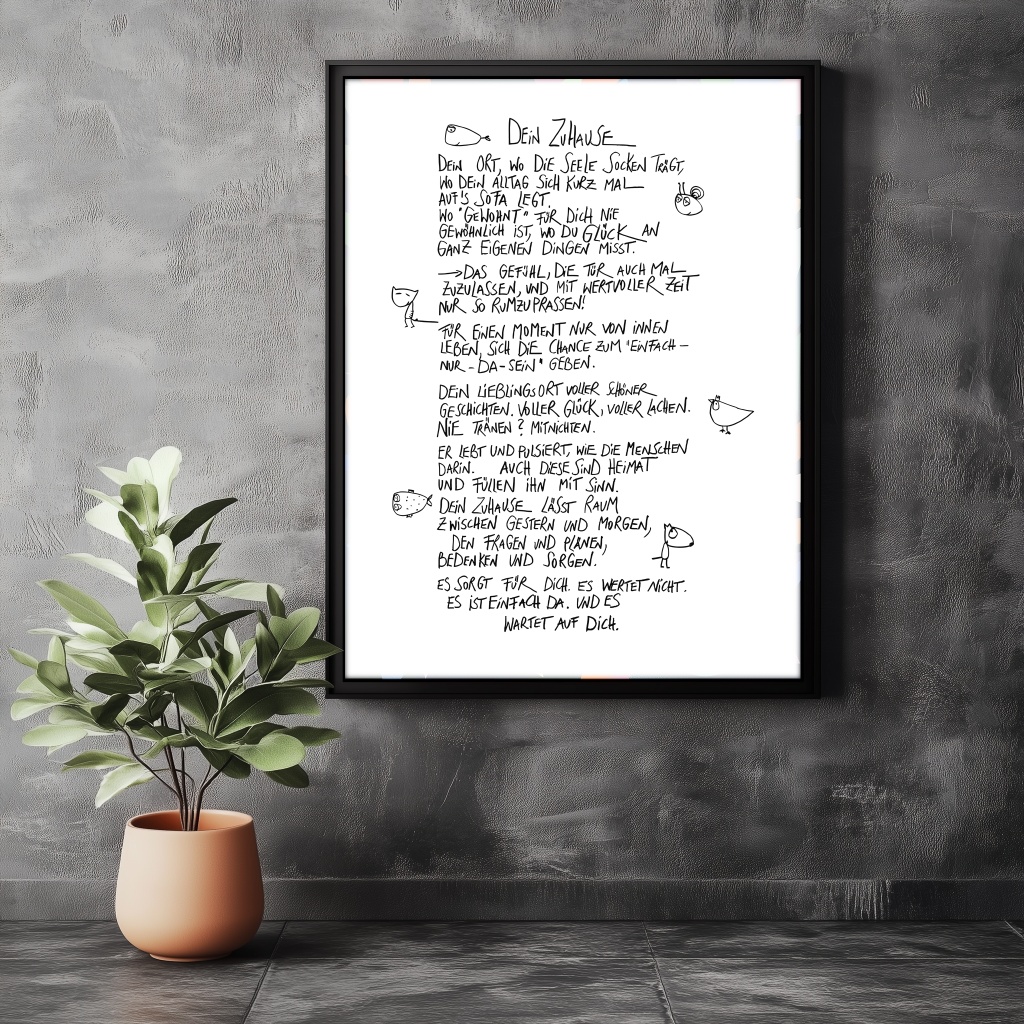 DEIN ZUHAUSE
DEIN ORT, WO DIE SEELE SOCKEN TRÄGT,
WO DEIN ALLTAG SICH KURZ MAL
AUF'S SOFA LEGT.
WO "GEWOHNT" FÜR DICH NIE
GEWÖHNLICH IST, WO DU GLÜCK AN
GANZ EIGENEN DINGEN MISST.
→DAS GEFÜHL, DIE TÜR AUCH MAL
ZUZULASSEN, UND MIT WERTVOLLER ZEIT
NUR SO RUMZUPRASSEN!
FÜR EINEN MOMENT NUR VON INNEN
LEBEN, SICH DIE CHANCE ZUM "EINFACH-
NUR-DA-SEIN" GEBEN.
DEIN LIEBLINGSORT VOLLER SCHÖNER
GESCHICHTEN. VOLLER GLÜCK, VOLLER LACHEN.
NIE TRÄNEN? MITNICHTEN.
ER LEBT UND PULSIERT, WIE DIE MENSCHEN
DARIN. AUCH DIESE SIND HEIMAT
UND FÜLLEN IHN MIT SINN.
DEIN ZUHAUSE LÄSST RAUM
ZWISCHEN GESTERN UND MORGEN,
DEN FRAGEN UND PLÄNEN,
BEDENKEN UND SORGEN.
ES SORGT FÜR DICH. ES WERTET NICHT.
ES IST EINFACH DA. UND ES
WARTET AUF DICH.